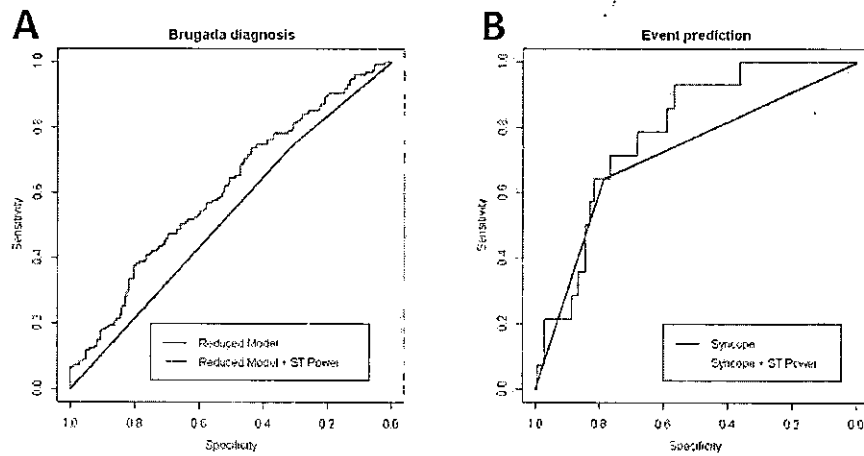 A
Brugada diagnosis
1.0
0.8
0.6
0.4
0.2
0.0
Sensitivity
Reduced Model
Reduced Model + ST Power
1.0 0.8 0.6 0.4 0.2 0.0
Specificity
B
Event prediction
1.0
0.8
0.6
0.4
0.2
0.0
Sensitivity
Syncope
Syncope + ST Power
1.0 0.8 0.6 0.4 0.2 0.0
Specificity